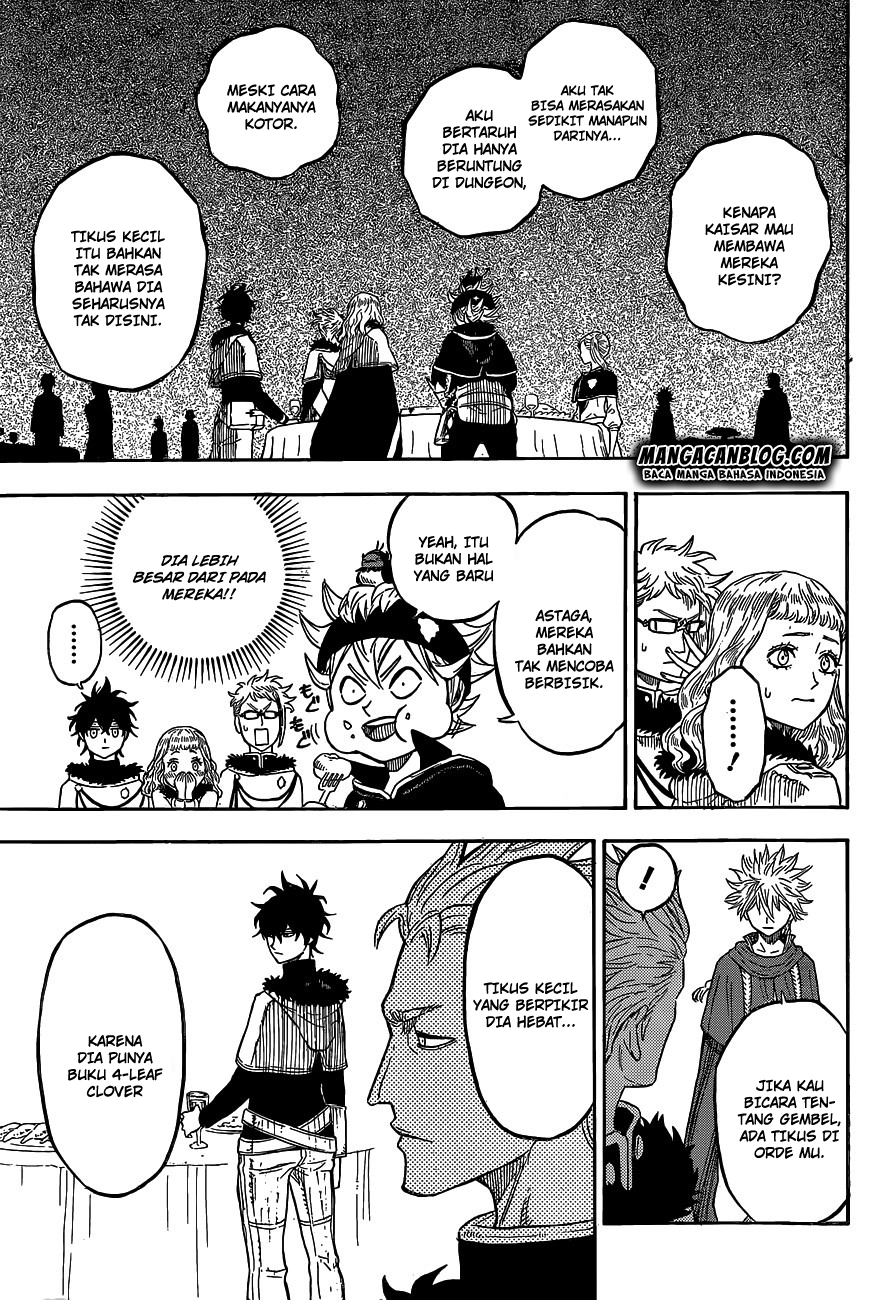 KENAPA
KAISAR MAU
MEMBAWA
MEREKA
KESINI?
AKU TAK
BISA MERASAKAN
SEDIKIT MANAPUN
DARINYA...
AKU
BERTARUH
DIA HANYA
BERUNTUNG
DI DUNGEON,
MESKI CARA
MAKANYANYA
KOTOR.
TIKUS KECIL
ITU BAHKAN
TAK MERASA
BAHAWA DIA
SEHARUSNYA
TAK DISINI.
MANGACANBLOG.COM
BACA MANGA BAHASA INDONESIA
......!
ASTAGA,
MEREKA
BAHKAN
TAK MENCOBA
BERBISIK.
YEAH, ITU
BUKAN HAL
YANG BARU
もぐ
もぐ
DIA LEBIH
BESAR DARI PADA
MEREKA!!
......
!
JIKA KAU
BICARA TEN-
TANG GEMBEL,
ADA TIKUS DI
ORDE MU.
TIKUS KECIL
YANG BERPIKIR
DIA HEBAT...
KARENA
DIA PUNYA
BUKU 4-LEAF
CLOVER